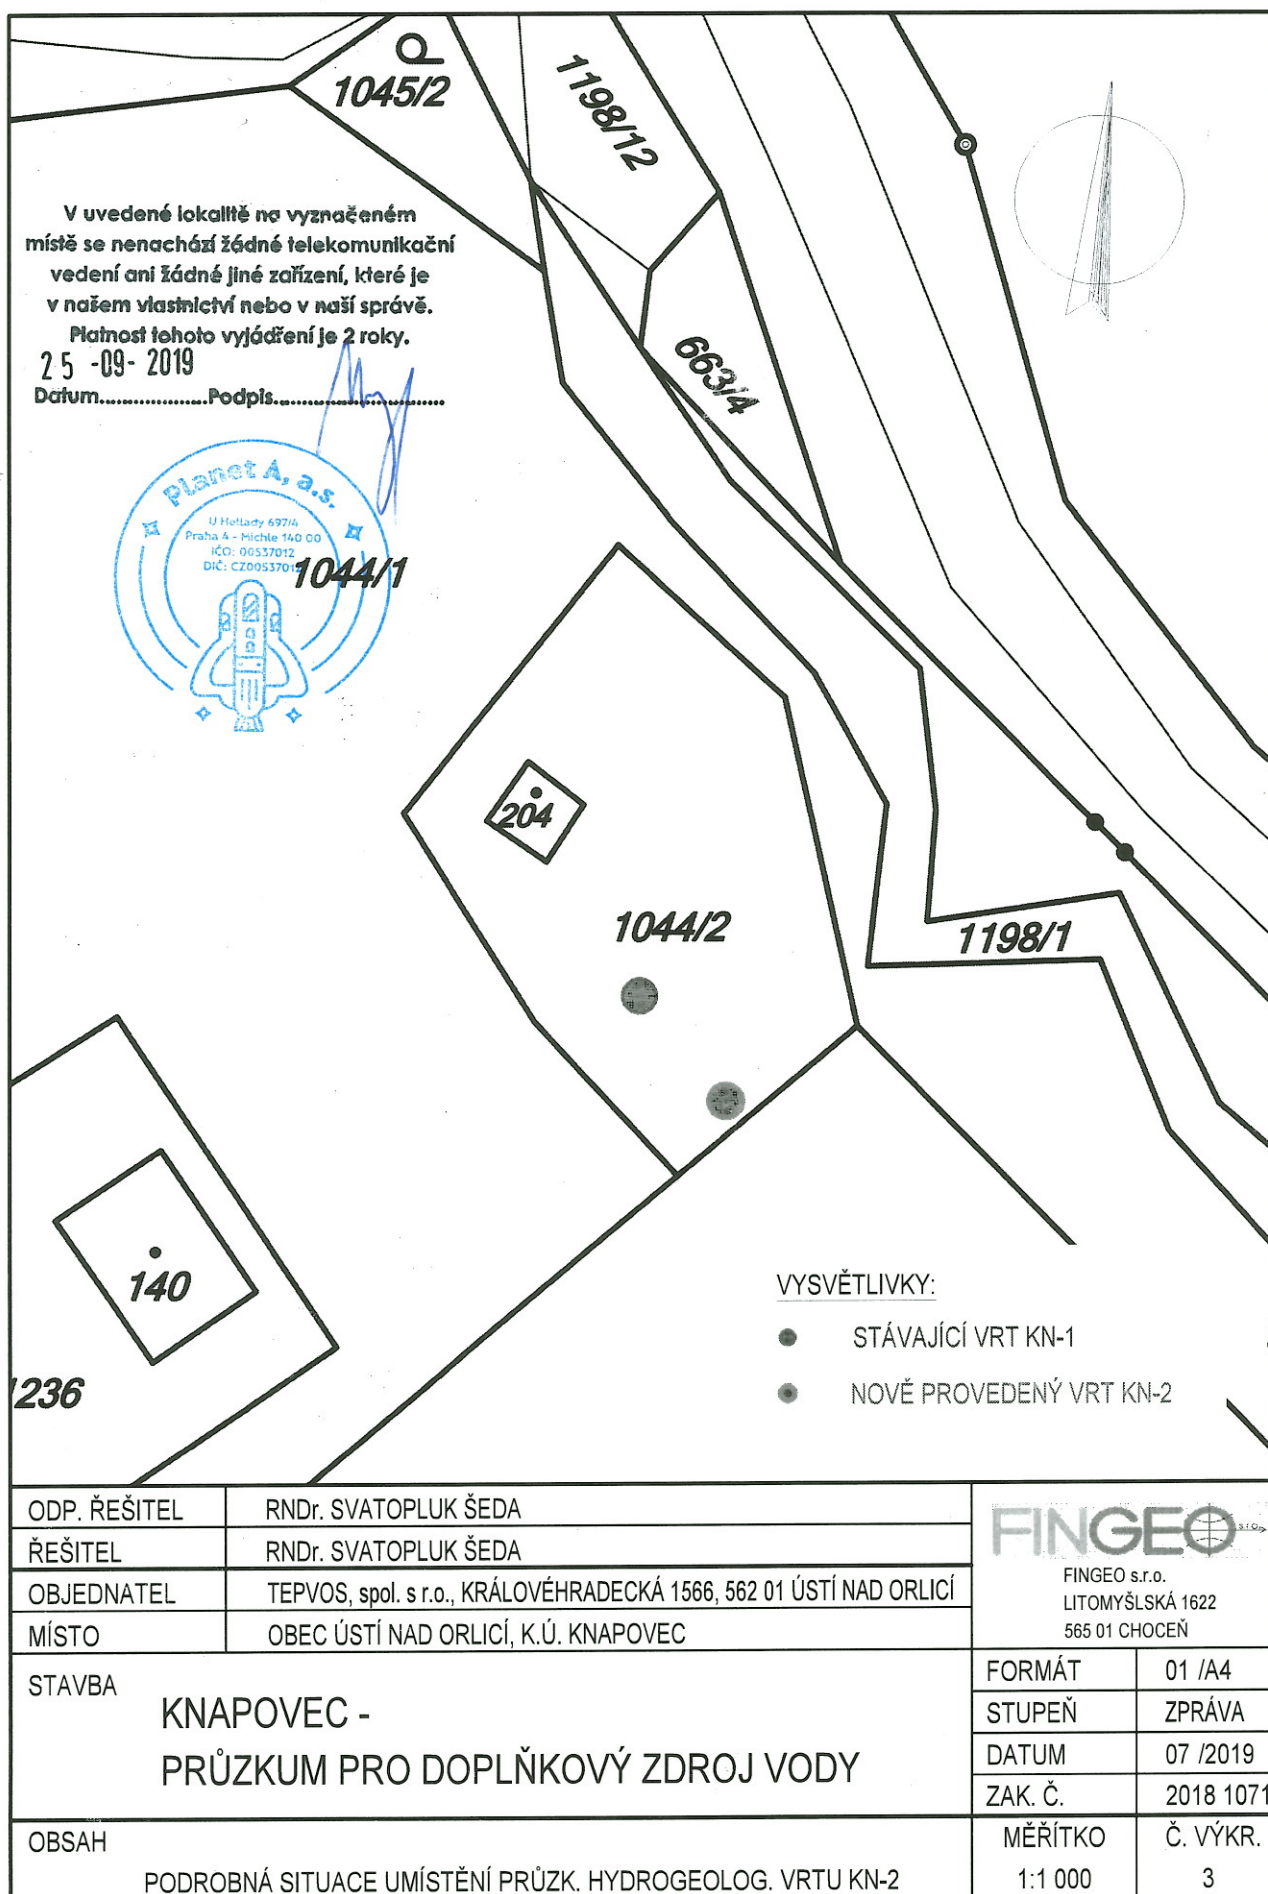 1045/2
1198/12
V uvedené lokalitě na vyznačeném
místě se nenachází žádné telekomunikační
vedení ani žádné jiné zařízení, které je
v našem vlastnictví nebo v naší správě.
Platnost tohoto vyjádření je 2 roky.
25 -09- 2019
Datum..................Podpis............................
663/4
Planet A, a.s.
Praha 4 - Michle 140 00
IČO: 00537012
DIČ: CZ0053701
1044/1
204
1044/2
1198/1
140
1236
VYSVĚTLIVKY:
STÁVAJÍCÍ VRT KN-1
NOVĚ PROVEDENÝ VRT KN-2
ODP. ŘEŠITEL RNDr. SVATOPLUK ŠEDA
ŘEŠITEL RNDr. SVATOPLUK ŠEDA
OBJEDNATEL TEPVOS, spol. s r.o., KRÁLOVÉHRADECKÁ 1566, 562 01 ÚSTÍ NAD ORLICÍ
MÍSTO OBEC ÚSTÍ NAD ORLICÍ, K.Ú. KNAPOVEC
FINGEO s.r.o.
FINGEO s.r.o.
LITOMYŠLSKÁ 1622
565 01 CHOCEŇ
STAVBA
KNAPOVEC -
PRŮZKUM PRO DOPLŇKOVÝ ZDROJ VODY
FORMÁT 01 /A4
STUPEŇ ZPRÁVA
DATUM 07 /2019
ZAK. Č. 2018 1071
OBSAH
PODROBNÁ SITUACE UMÍSTĚNÍ PRŮZK. HYDROGEOLOG. VRTU KN-2
MĚŘÍTKO Č. VÝKR.
1:1 000 3